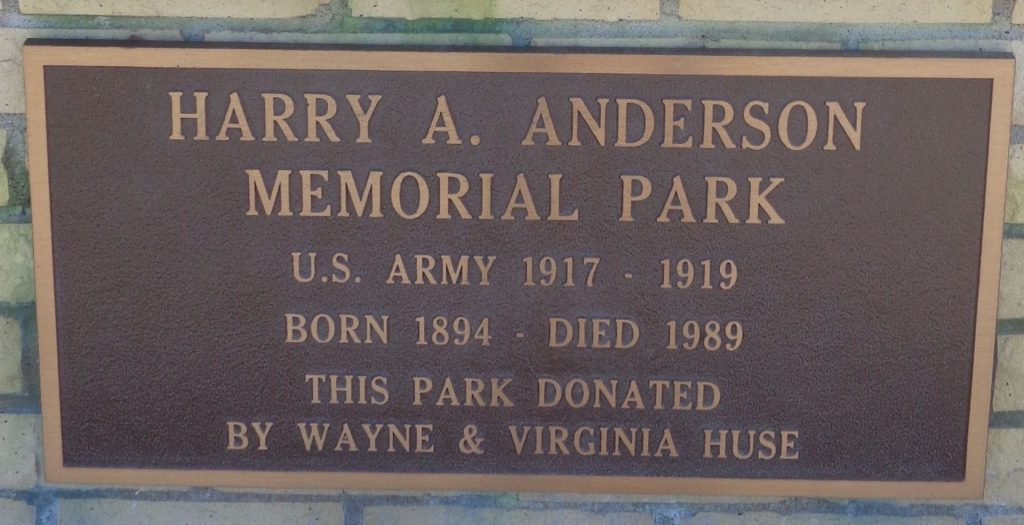 HARRY A. ANDERSON
MEMORIAL PARK
U.S. ARMY 1917 - 1919
BORN 1894 - DIED 1989
THIS PARK DONATED
BY WAYNE & VIRGINIA HUSE